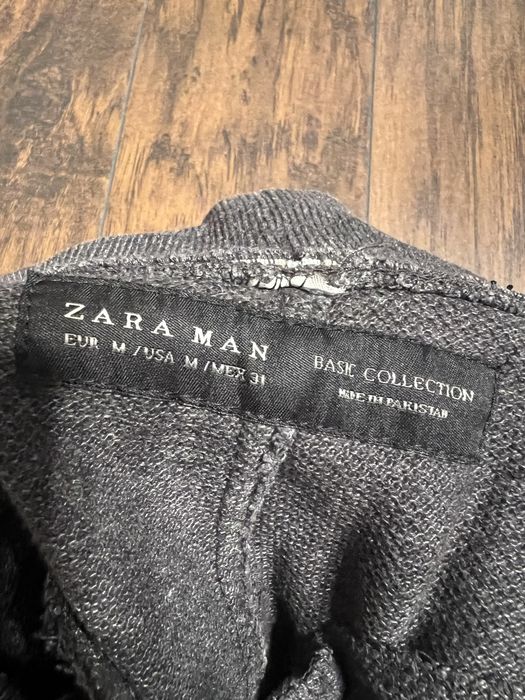 ZARA MAN
EUR M / USA M / MEX 31
BASIC COLLECTION
MADE IN PAKISTAN